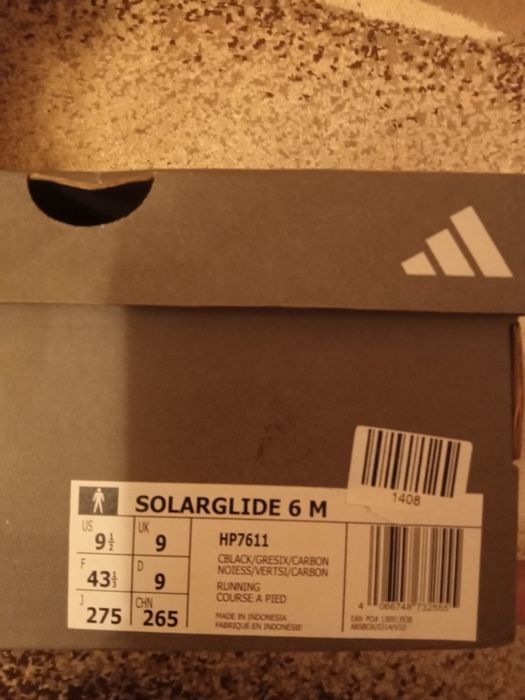 1408
SOLARGLIDE 6 M
US
9½
UK
9
F
43⅓
D
9
J
275
CHN
265
HP7611
CBLACK/GRESIX/CARBON
NOIESS/VERTSI/CARBON
RUNNING
COURSE A PIED
MADE IN INDONESIA
FABRIQUÉ EN INDONÉSIE
4 066748 732555